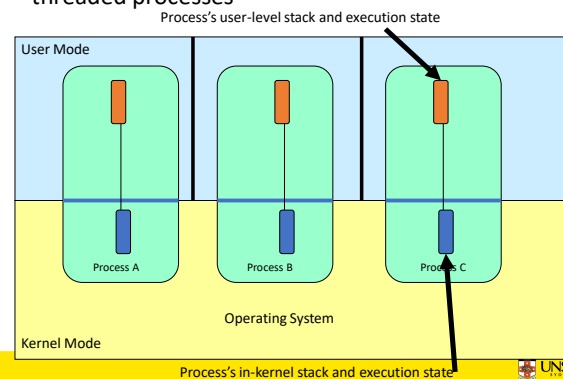 threaded processes
Process's user-level stack and execution state
User Mode
Process A
Process B
Process C
Operating System
Kernel Mode
Process's in-kernel stack and execution state